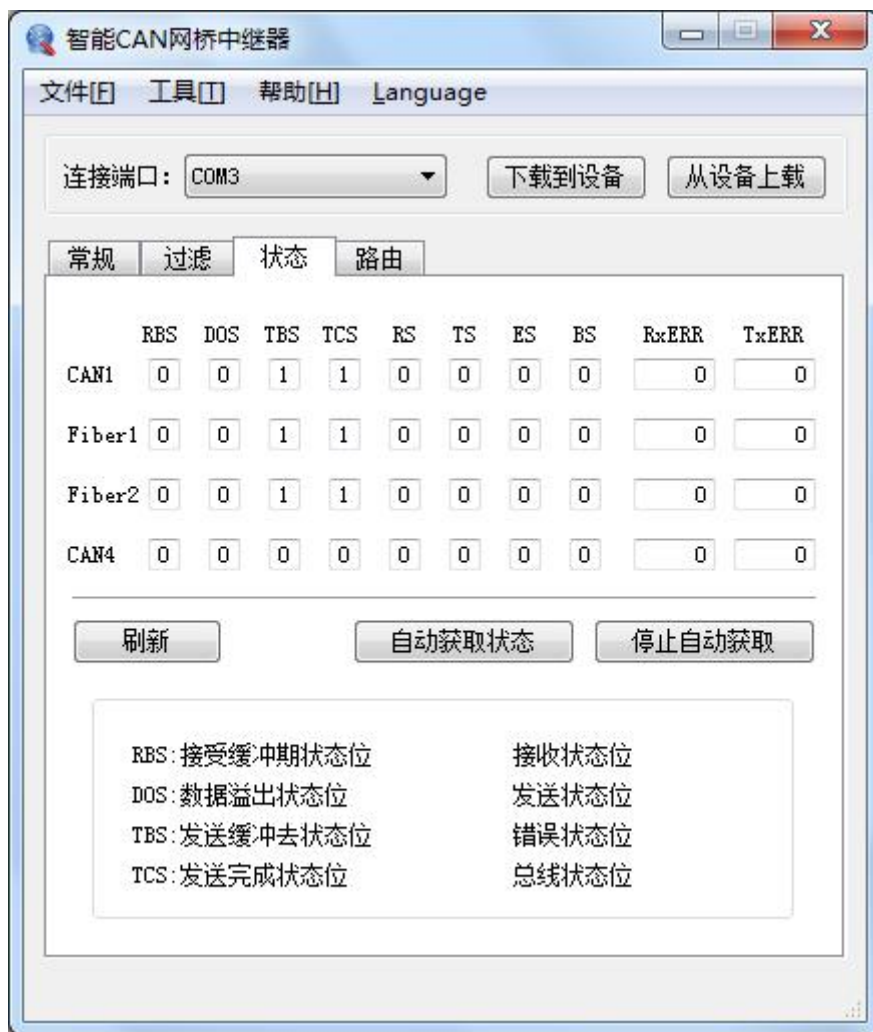 智能CAN网桥中继器
文件[F] 工具[T] 帮助[H] Language
连接端口: COM3 下载到设备 从设备上载
常规 过滤 状态 路由
RBS DOS TBS TCS RS TS ES BS RxERR TxERR
CAN1 0 0 1 1 0 0 0 0 0 0
Fiber1 0 0 1 1 0 0 0 0 0 0
Fiber2 0 0 1 1 0 0 0 0 0 0
CAN4 0 0 0 0 0 0 0 0 0 0
刷新 自动获取状态 停止自动获取
RBS:接受缓冲期状态位 接收状态位
DOS:数据溢出状态位 发送状态位
TBS:发送缓冲去状态位 错误状态位
TCS:发送完成状态位 总线状态位